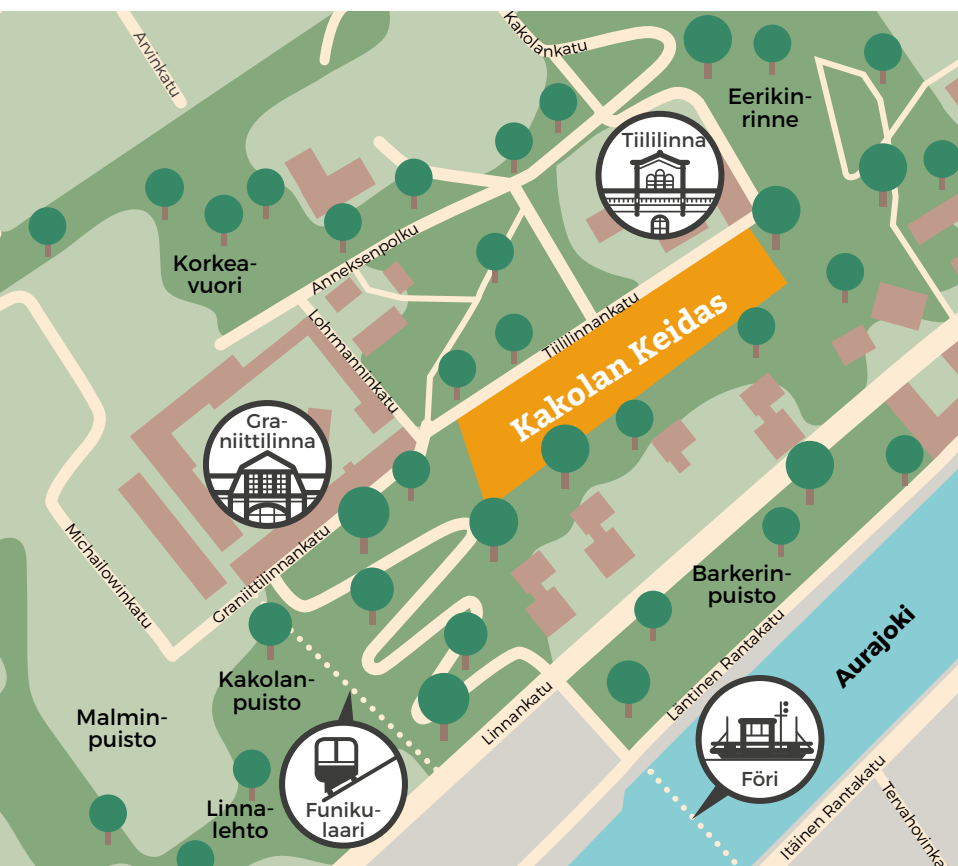 Kakolankatu
Arvinkatu
Eerikin-
rinne
Tiililinna
Korkea-
vuori
Anneksenpolku
Lohrmanninkatu
Tiililinnankatu
Kakolan Keidas
Gra-
niittilinna
Michailowinkatu
Graniittilinnankatu
Barkerin-
puisto
Aurajoki
Kakolan-
puisto
Linnankatu
Läntinen Rantakatu
Malmin-
puisto
Linna-
lehto
Funiku-
laari
Föri
Itäinen Rantakatu
Tervahovinka